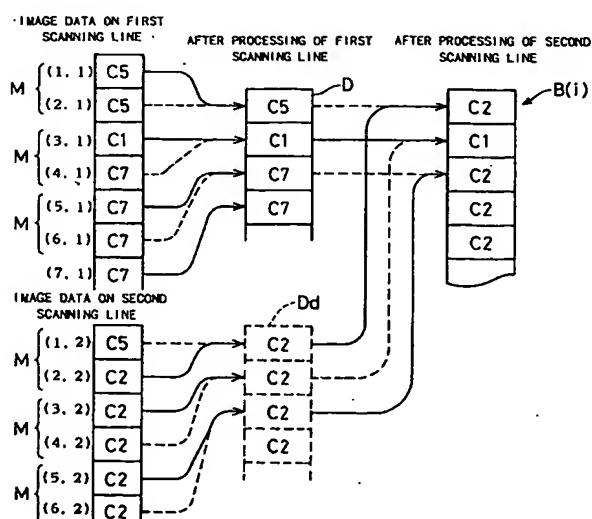 IMAGE DATA ON FIRST
SCANNING LINE
AFTER PROCESSING OF FIRST
SCANNING LINE
AFTER PROCESSING OF SECOND
SCANNING LINE
M (1, 1) C5
(2, 1) C5
M (3, 1) C1
(4, 1) C7
M (5, 1) C7
(6, 1) C7
(7, 1) C7
D
C5
C1
C7
C7
B(i)
C2
C1
C2
C2
C2
IMAGE DATA ON SECOND
SCANNING LINE
M (1, 2) C5
(2, 2) C2
M (3, 2) C2
(4, 2) C2
M (5, 2) C2
(6, 2) C2
Dd
C2
C2
C2
C2